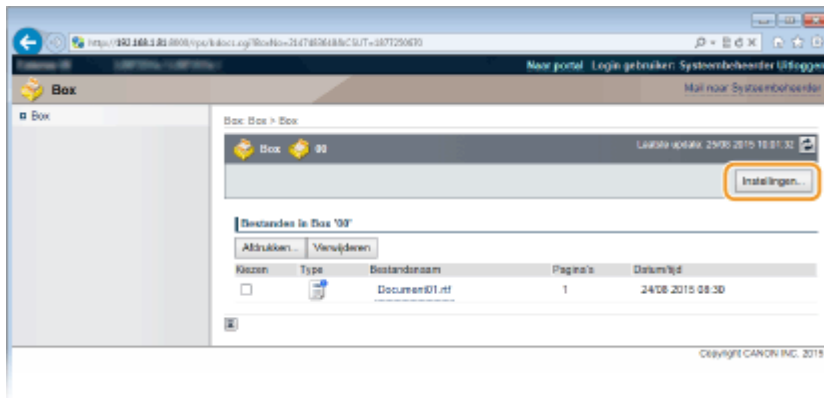 Naar portal Login gebruiker: Systeembeheerder Uitloggen
Box
Mail naar Systeembeheerder
Box
Box: Box > Box
Box 00
Laatste update: 25/08 2015 10:01:32
Instellingen...
Bestanden in Box '00'
Afdrukken... Verwijderen
Kiezen Type Bestandsnaam Pagina's Datum/tijd
Document01.rtf 1 24/08 2015 08:30
Copyright CANON INC. 2015